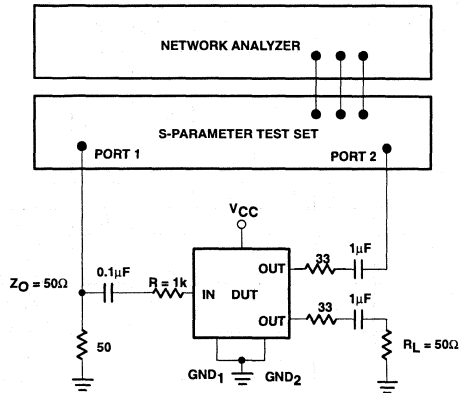 NETWORK ANALYZER
S-PARAMETER TEST SET
PORT 1
PORT 2
VCC
OUT
33
1µF
ZO = 50Ω
0.1µF
R = 1k
IN
DUT
33
1µF
OUT
50
RL = 50Ω
GND1
GND2